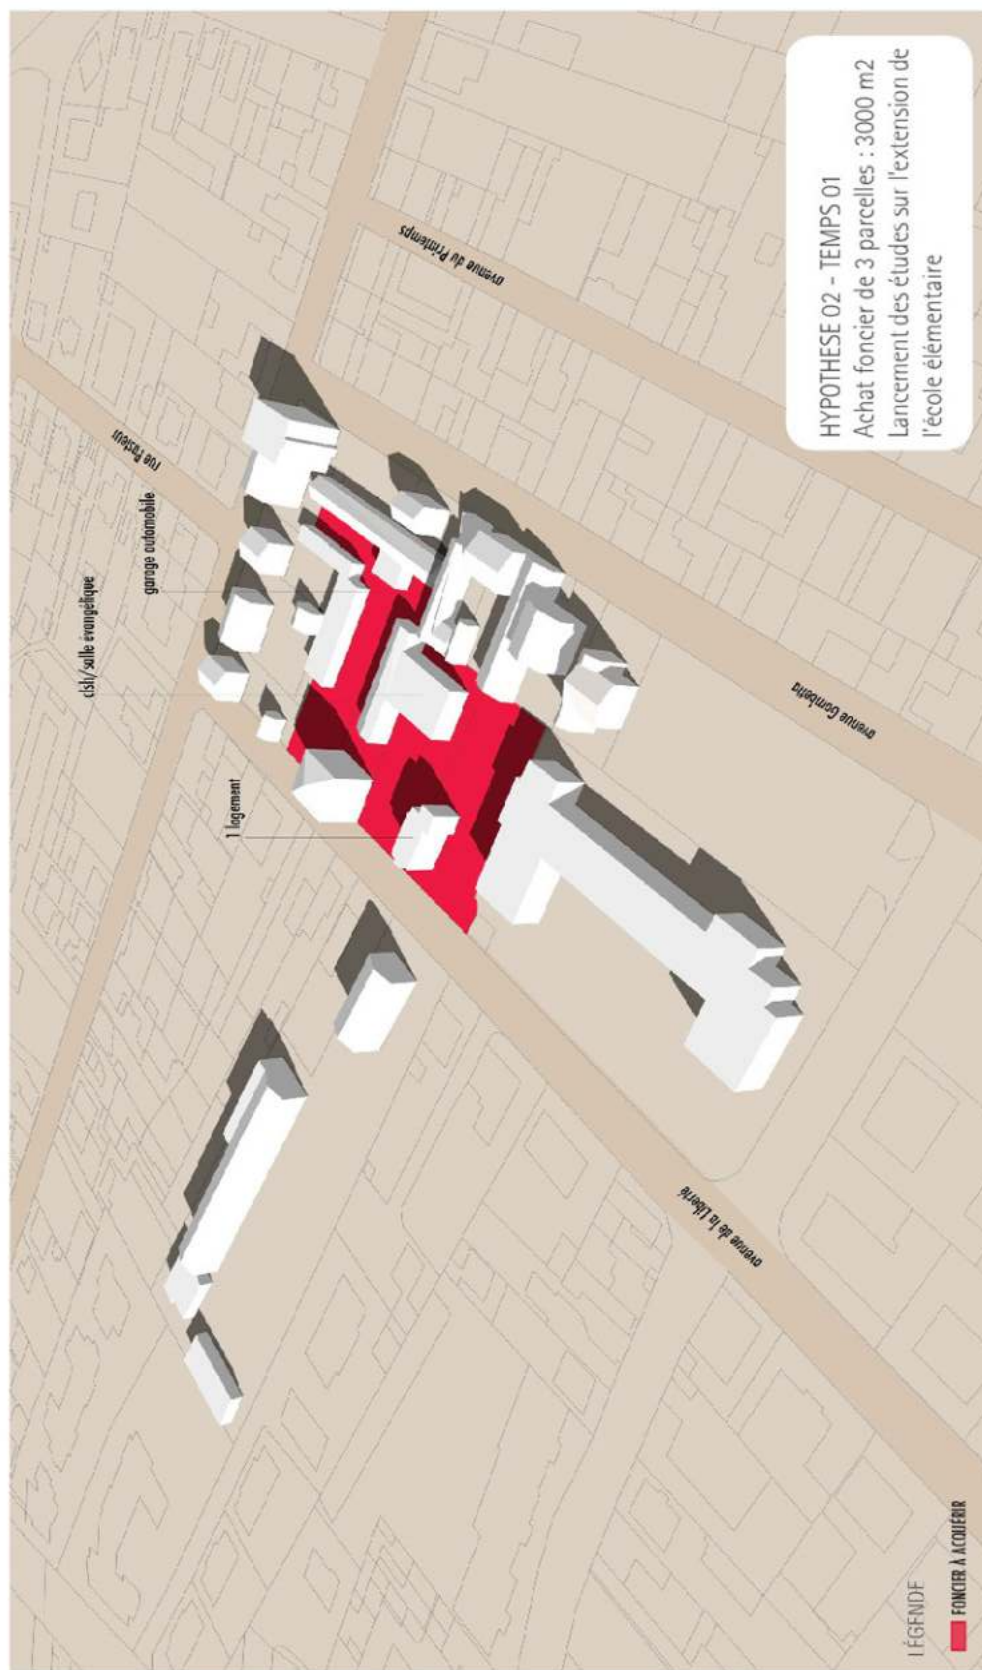 rue Pasteur
garage automobile
clsh/salle évangélique
1 logement
avenue du Printemps
avenue Gambetta
avenue de la Liberté
HYPOTHESE 02 - TEMPS 01
Achat foncier de 3 parcelles : 3000 m2
Lancement des études sur l'extension de
l'école élémentaire
LÉGENDE
FONCIER À ACQUÉRIR